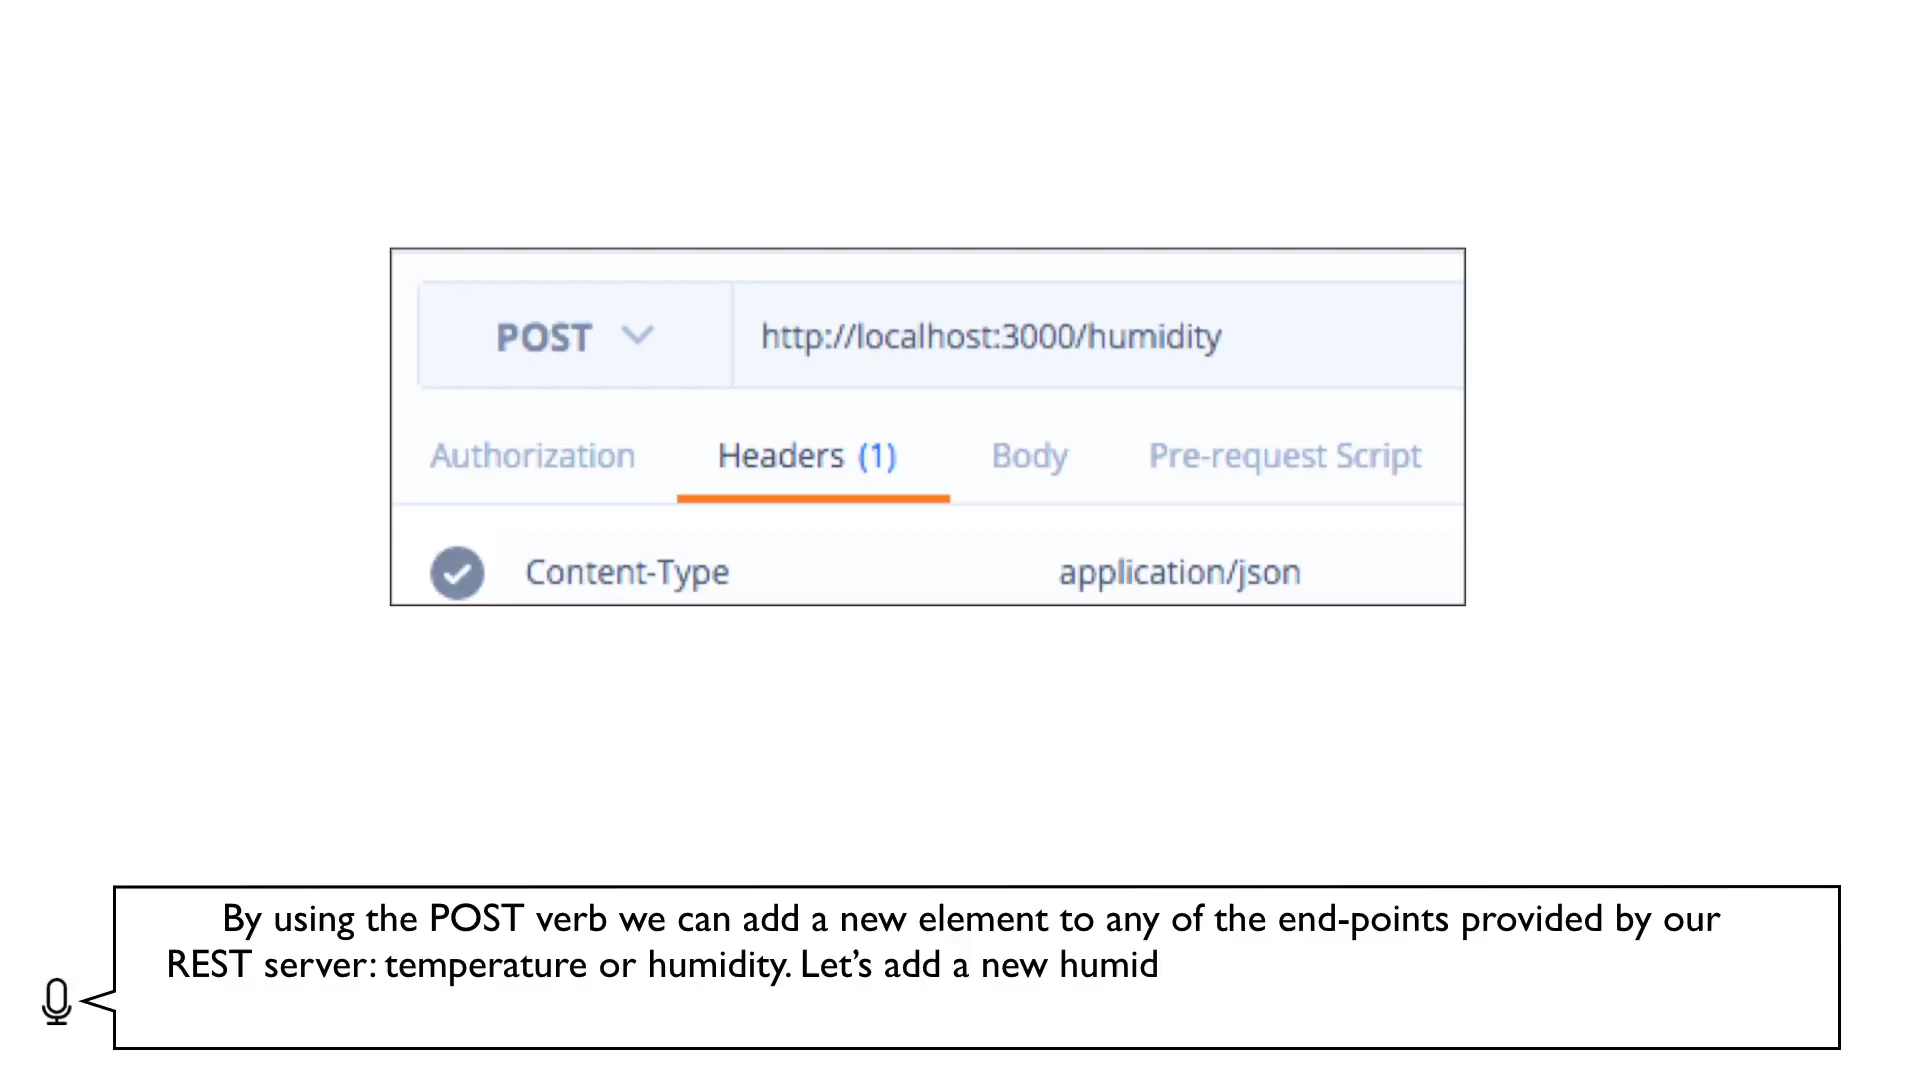 POST http://localhost:3000/humidity
Authorization Headers (1) Body Pre-request Script
Content-Type application/json
By using the POST verb we can add a new element to any of the end-points provided by our
REST server: temperature or humidity. Let’s add a new humid